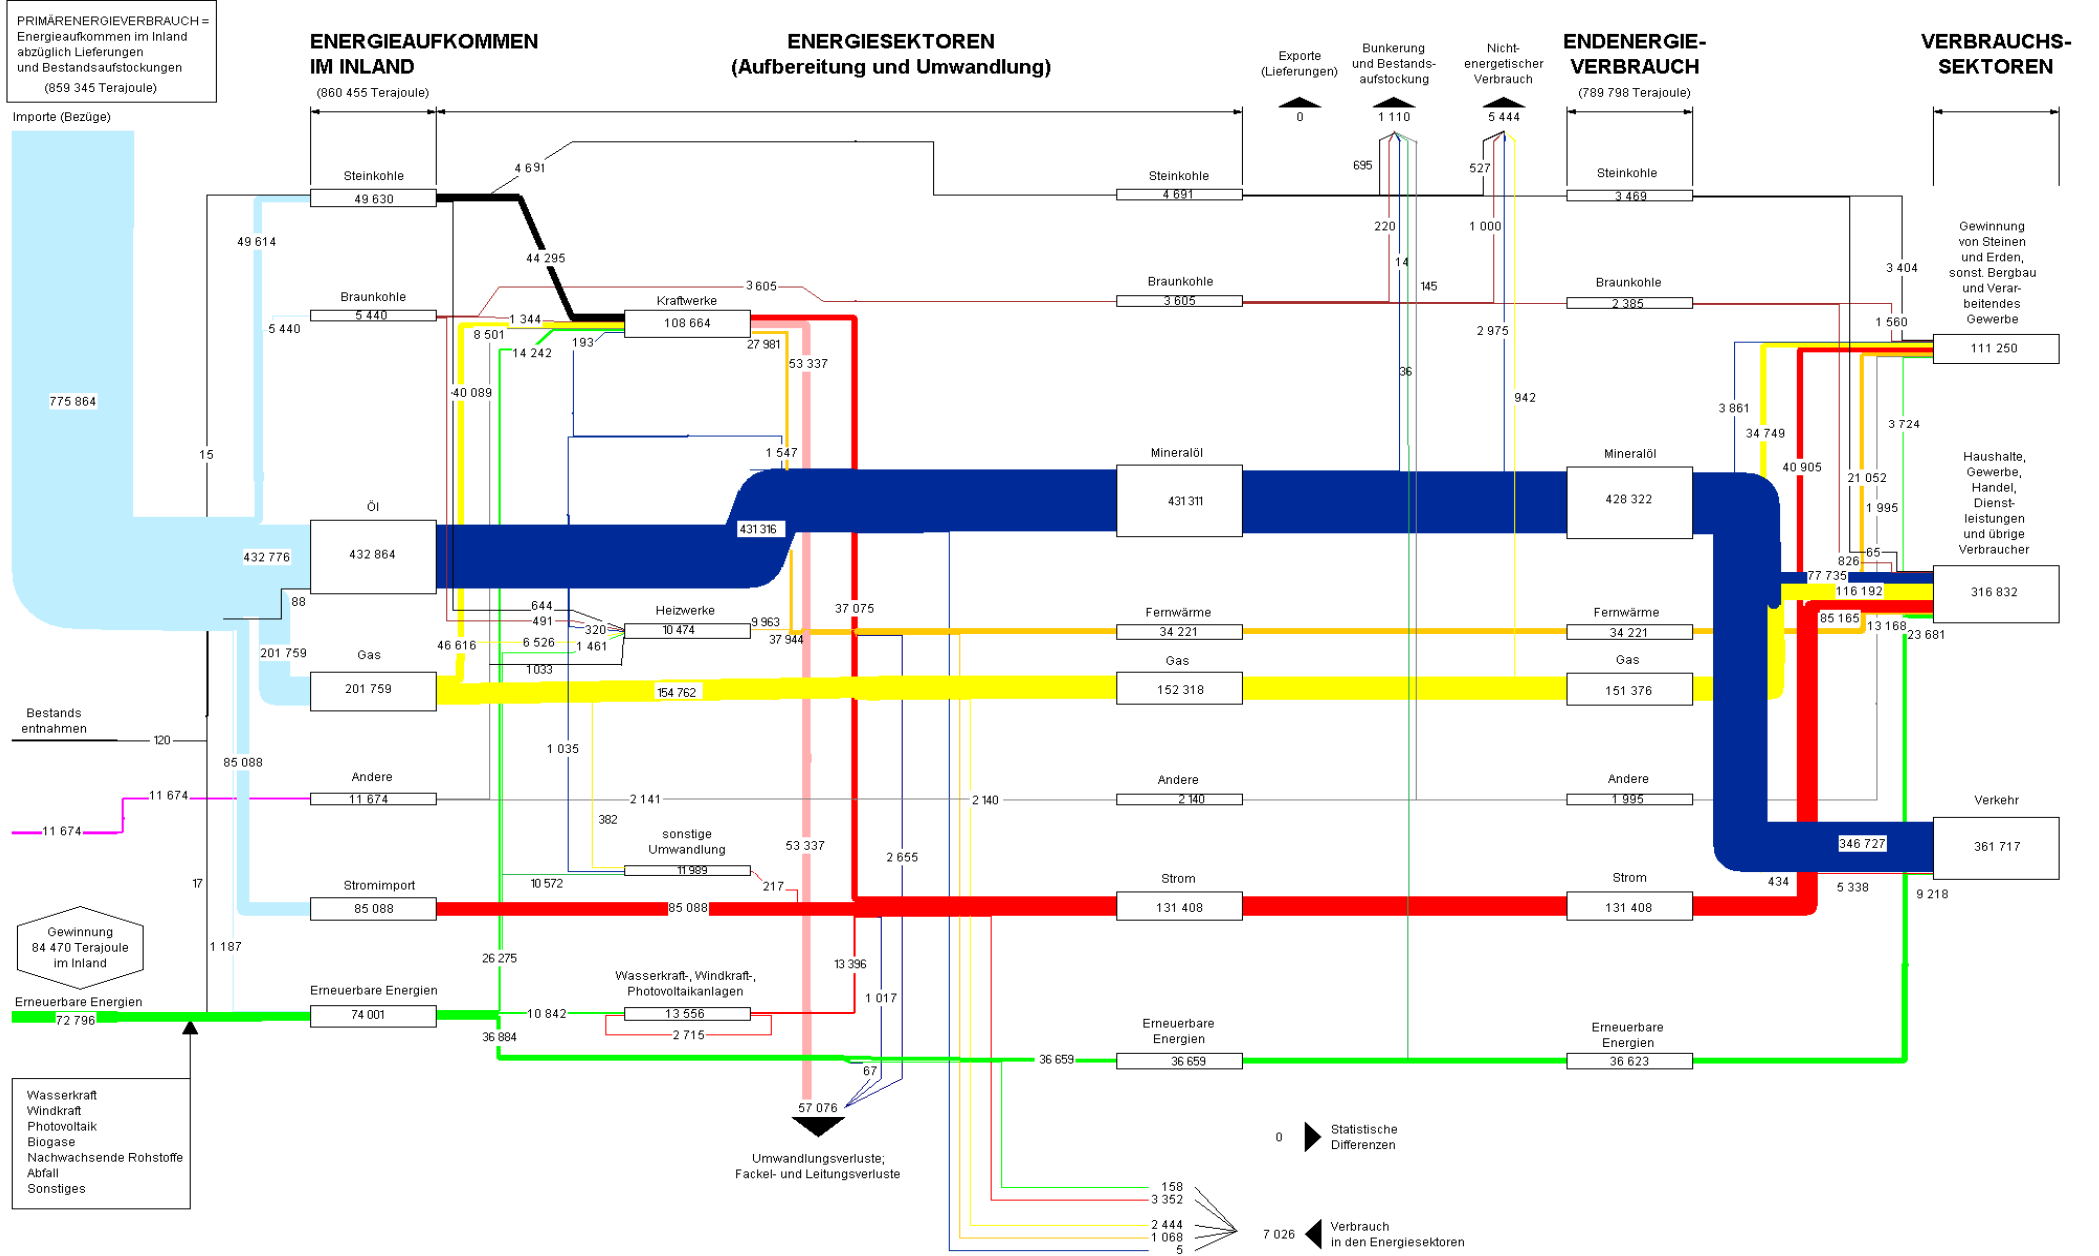 PRIMÄRENERGIEVERBRAUCH =
Energieaufkommen im Inland
abzüglich Lieferungen
und Bestandsaufstockungen
(859 345 Terajoule)
Importe (Bezüge)
ENERGIEAUFKOMMEN
IM INLAND
(860 455 Terajoule)
ENERGIESEKTOREN
(Aufbereitung und Umwandlung)
Exporte
(Lieferungen)
0
Bunkerung
und Bestands-
aufstockung
1 110
Nicht-
energetischer
Verbrauch
5 444
ENDENERGIE-
VERBRAUCH
(789 798 Terajoule)
VERBRAUCHS-
SEKTOREN
4 691
695
527
Steinkohle
49 630
Steinkohle
4 691
Steinkohle
3 469
49 614
44 295
220
1 000
14
145
3 404
Gewinnung
von Steinen
und Erden,
sonst. Bergbau
und Verar-
beitendes
Gewerbe
111 250
Braunkohle
5 440
5 440
3 605
Braunkohle
3 605
Braunkohle
2 385
1 560
Kraftwerke
108 664
1 344
8 501
14 242
193
27 981
53 337
2 975
36
942
40 089
775 864
3 861
34 749
40 905
21 052
1 995
3 724
15
1 547
Öl
432 864
432 776
88
431 316
Mineralöl
431 311
Mineralöl
428 322
Haushalte,
Gewerbe,
Handel,
Dienst-
leistungen
und übrige
Verbraucher
316 832
65
826
77 735
116 192
85 165
13 168
23 681
644
491
320
Heizwerke
10 474
9 963
37 944
37 075
46 616
6 526
1 461
1 033
Fernwärme
34 221
Fernwärme
34 221
201 759
Gas
201 759
154 762
Gas
152 318
Gas
151 376
Bestands
entnahmen
120
85 088
1 035
11 674
11 674
Andere
11 674
2 141
2 140
Andere
2 140
Andere
1 995
382
sonstige
Umwandlung
11 989
53 337
2 655
217
10 572
Verkehr
361 717
346 727
434
5 338
9 218
17
Stromimport
85 088
85 088
Strom
131 408
Strom
131 408
Gewinnung
84 470 Terajoule
im Inland
1 187
26 275
13 396
1 017
Erneuerbare Energien
72 796
Erneuerbare Energien
74 001
10 842
Wasserkraft-, Windkraft-,
Photovoltaikanlagen
13 556
2 715
36 884
36 659
67
Erneuerbare
Energien
36 659
Erneuerbare
Energien
36 623
Wasserkraft
Windkraft
Photovoltaik
Biogase
Nachwachsende Rohstoffe
Abfall
Sonstiges
57 076
Umwandlungsverluste;
Fackel- und Leitungsverluste
0
Statistische
Differenzen
158
3 352
2 444
1 068
5
7 026
Verbrauch
in den Energiesektoren